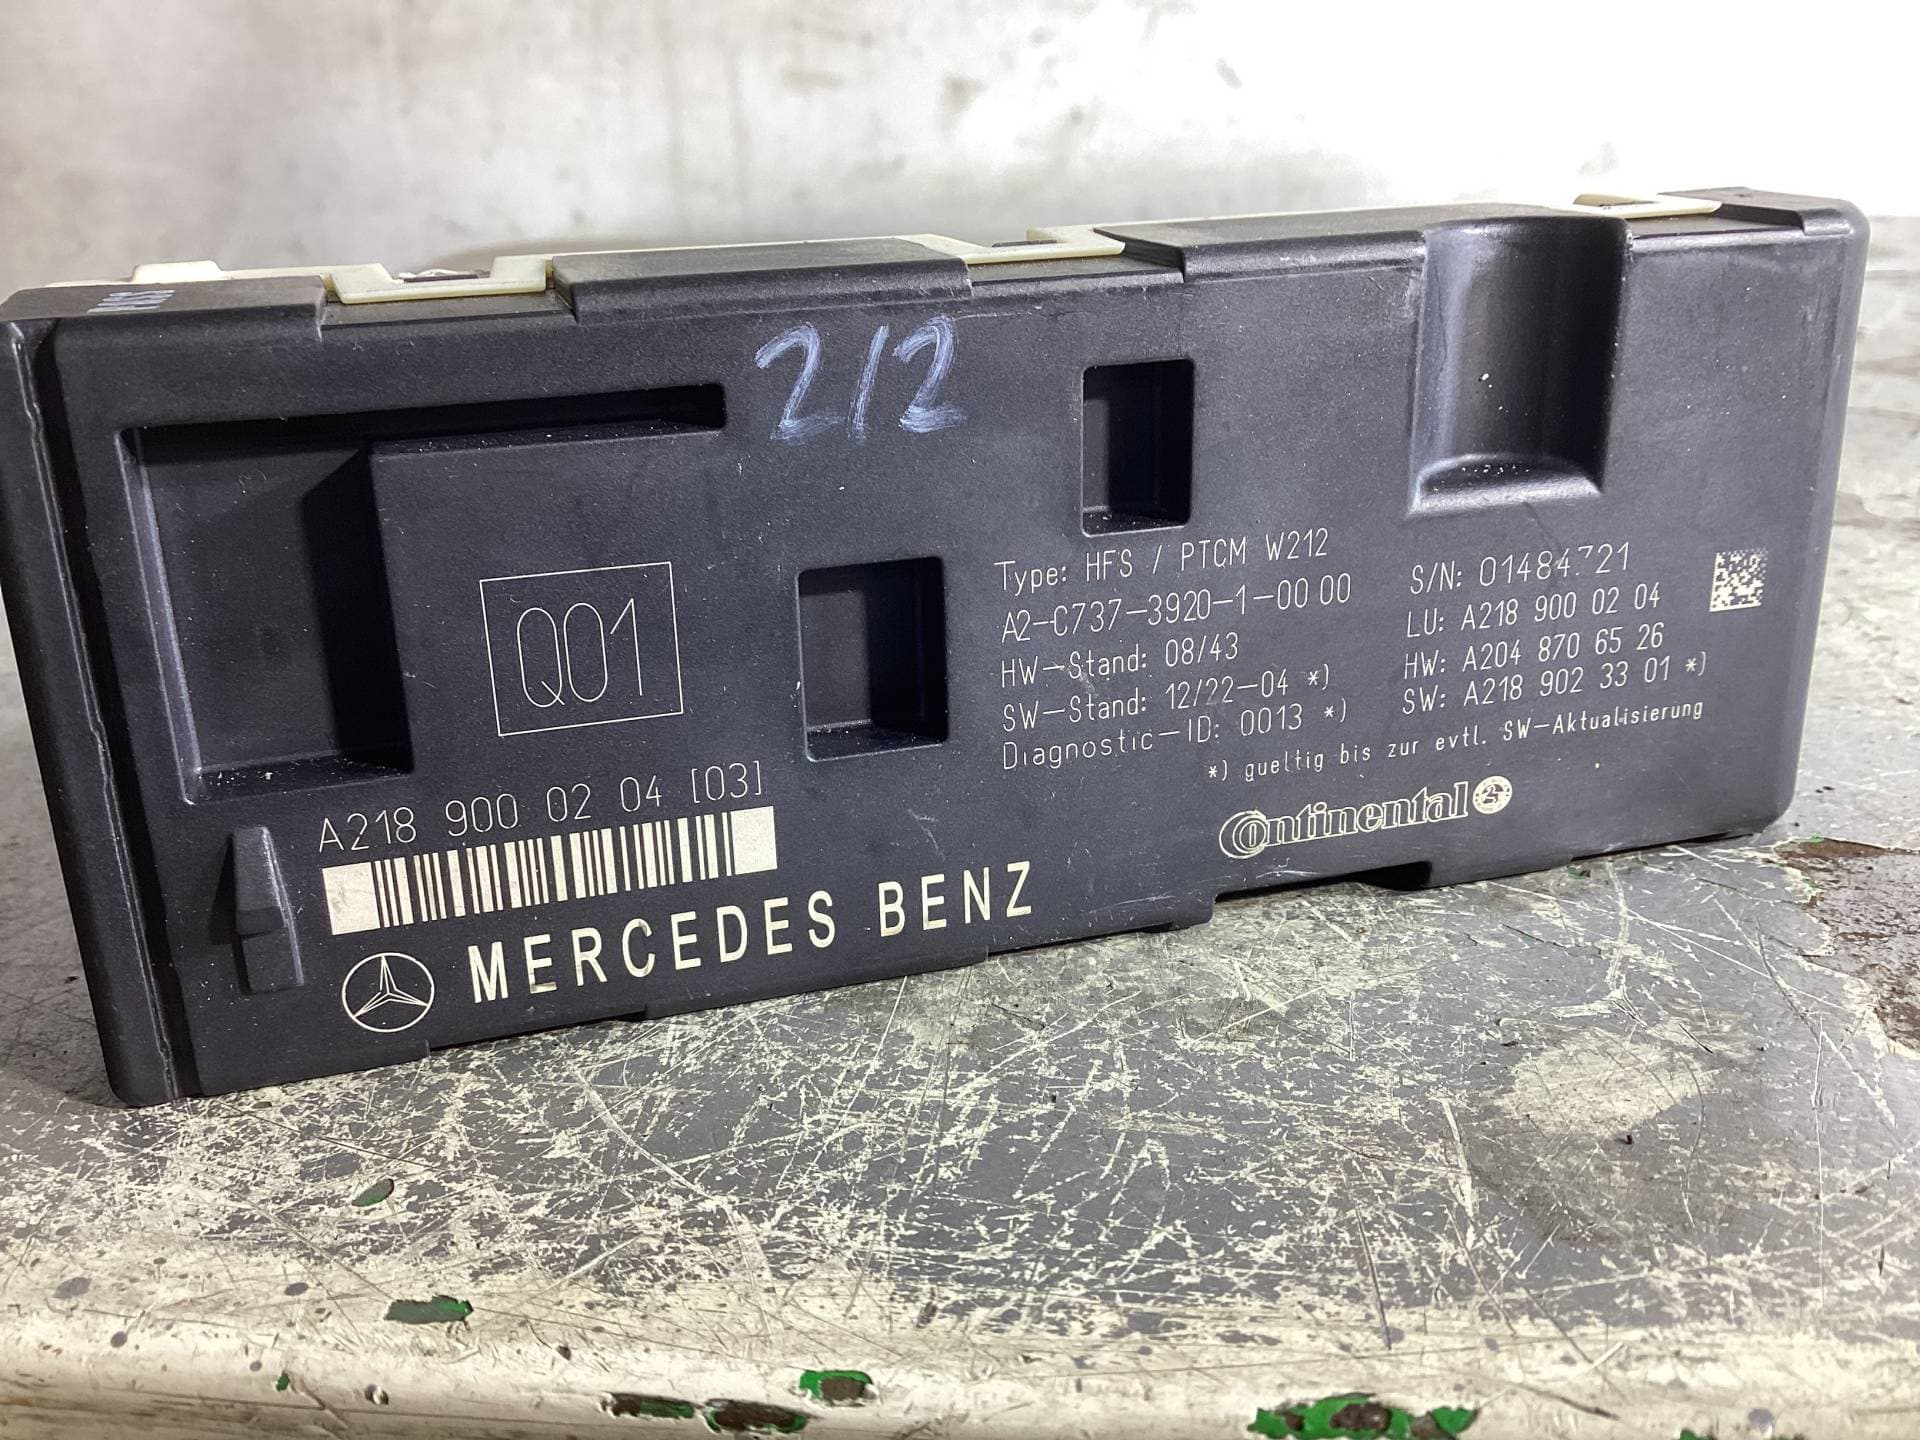 212
Q01
A218 900 02 04 [03]
MERCEDES BENZ
Type: HFS / PTCM W212
A2-C737-3920-1-00 00
HW-Stand: 08/43
SW-Stand: 12/22-04 *)
Diagnostic-ID: 0013 *)
S/N: 01484721
LU: A218 900 02 04
HW: A204 870 65 26
SW: A218 902 33 01 *)
*) gueltig bis zur evtl. SW-Aktualisierung
Continental